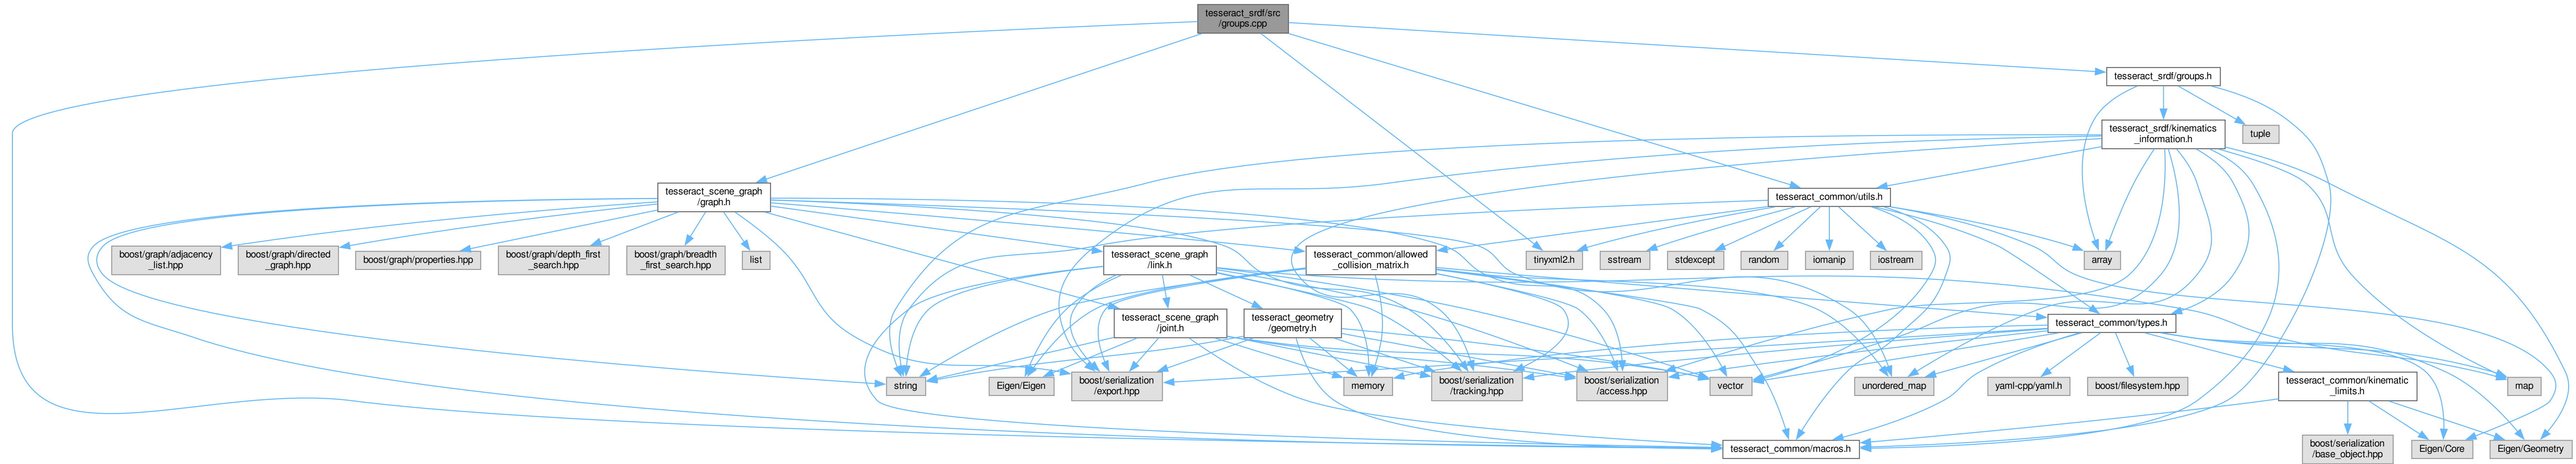 tesseract_srdf/src
/groups.cpp
tesseract_srdf/groups.h
tesseract_srdf/kinematics
_information.h
tuple
tesseract_scene_graph
/graph.h
tesseract_common/utils.h
boost/graph/adjacency
_list.hpp
boost/graph/directed
_graph.hpp
boost/graph/properties.hpp
boost/graph/depth_first
_search.hpp
boost/graph/breadth
_first_search.hpp
list
tesseract_scene_graph
/link.h
tesseract_common/allowed
_collision_matrix.h
tinyxml2.h
sstream
stdexcept
random
iomanip
iostream
array
tesseract_scene_graph
/joint.h
tesseract_geometry
/geometry.h
tesseract_common/types.h
string
Eigen/Eigen
boost/serialization
/export.hpp
memory
boost/serialization
/tracking.hpp
boost/serialization
/access.hpp
vector
unordered_map
yaml-cpp/yaml.h
boost/filesystem.hpp
tesseract_common/kinematic
_limits.h
map
tesseract_common/macros.h
boost/serialization
/base_object.hpp
Eigen/Core
Eigen/Geometry